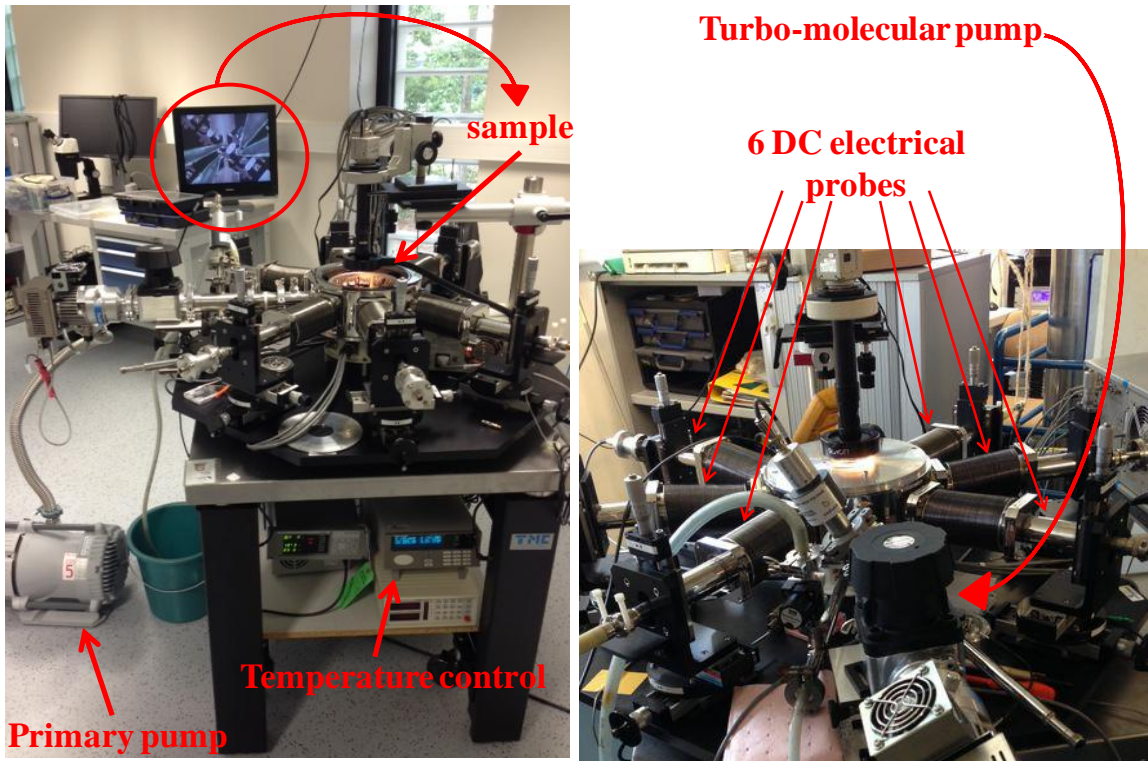 sample
Temperature control
Primary pump
5
TMC
Turbo-molecular pump
6 DC electrical
probes